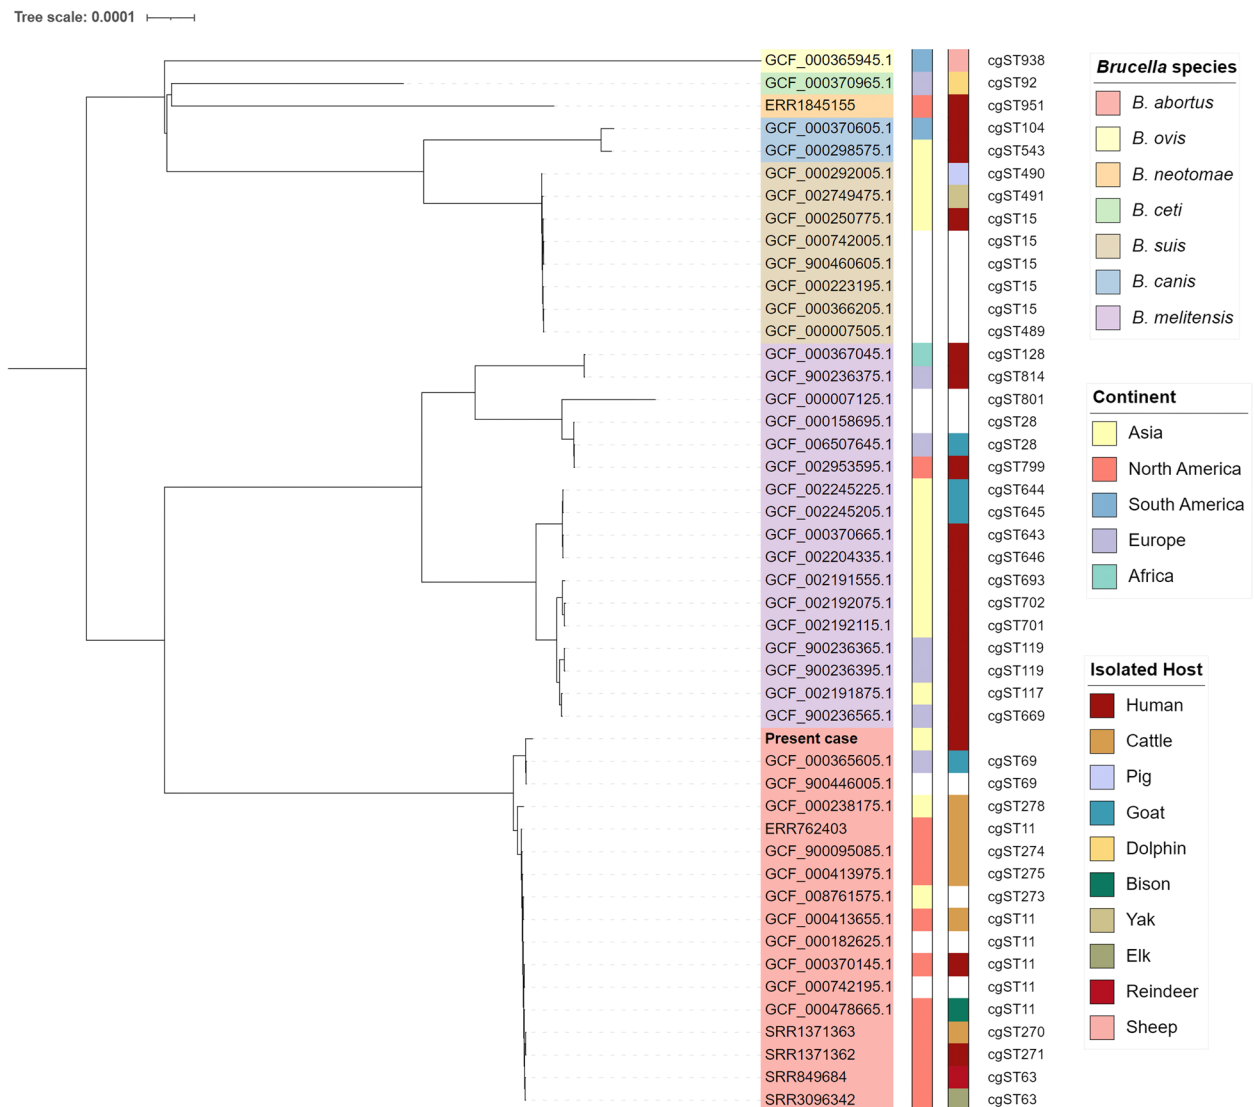 Tree scale: 0.0001
GCF_000365945.1 cgST938
GCF_000370965.1 cgST92
ERR1845155 cgST951
GCF_000370605.1 cgST104
GCF_000298575.1 cgST543
GCF_000292005.1 cgST490
GCF_002749475.1 cgST491
GCF_000250775.1 cgST15
GCF_000742005.1 cgST15
GCF_900460605.1 cgST15
GCF_000223195.1 cgST15
GCF_000366205.1 cgST15
GCF_000007505.1 cgST489
GCF_000367045.1 cgST128
GCF_900236375.1 cgST814
GCF_000007125.1 cgST801
GCF_000158695.1 cgST28
GCF_006507645.1 cgST28
GCF_002953595.1 cgST799
GCF_002245225.1 cgST644
GCF_002245205.1 cgST645
GCF_000370665.1 cgST643
GCF_002204335.1 cgST646
GCF_002191555.1 cgST693
GCF_002192075.1 cgST702
GCF_002192115.1 cgST701
GCF_900236365.1 cgST119
GCF_900236395.1 cgST119
GCF_002191875.1 cgST117
GCF_900236565.1 cgST669
Present case
GCF_000365605.1 cgST69
GCF_900446005.1 cgST69
GCF_000238175.1 cgST278
ERR762403 cgST11
GCF_900095085.1 cgST274
GCF_000413975.1 cgST275
GCF_008761575.1 cgST273
GCF_000413655.1 cgST11
GCF_000182625.1 cgST11
GCF_000370145.1 cgST11
GCF_000742195.1 cgST11
GCF_000478665.1 cgST11
SRR1371363 cgST270
SRR1371362 cgST271
SRR849684 cgST63
SRR3096342 cgST63
Brucella species
B. abortus
B. ovis
B. neotomae
B. ceti
B. suis
B. canis
B. melitensis
Continent
Asia
North America
South America
Europe
Africa
Isolated Host
Human
Cattle
Pig
Goat
Dolphin
Bison
Yak
Elk
Reindeer
Sheep